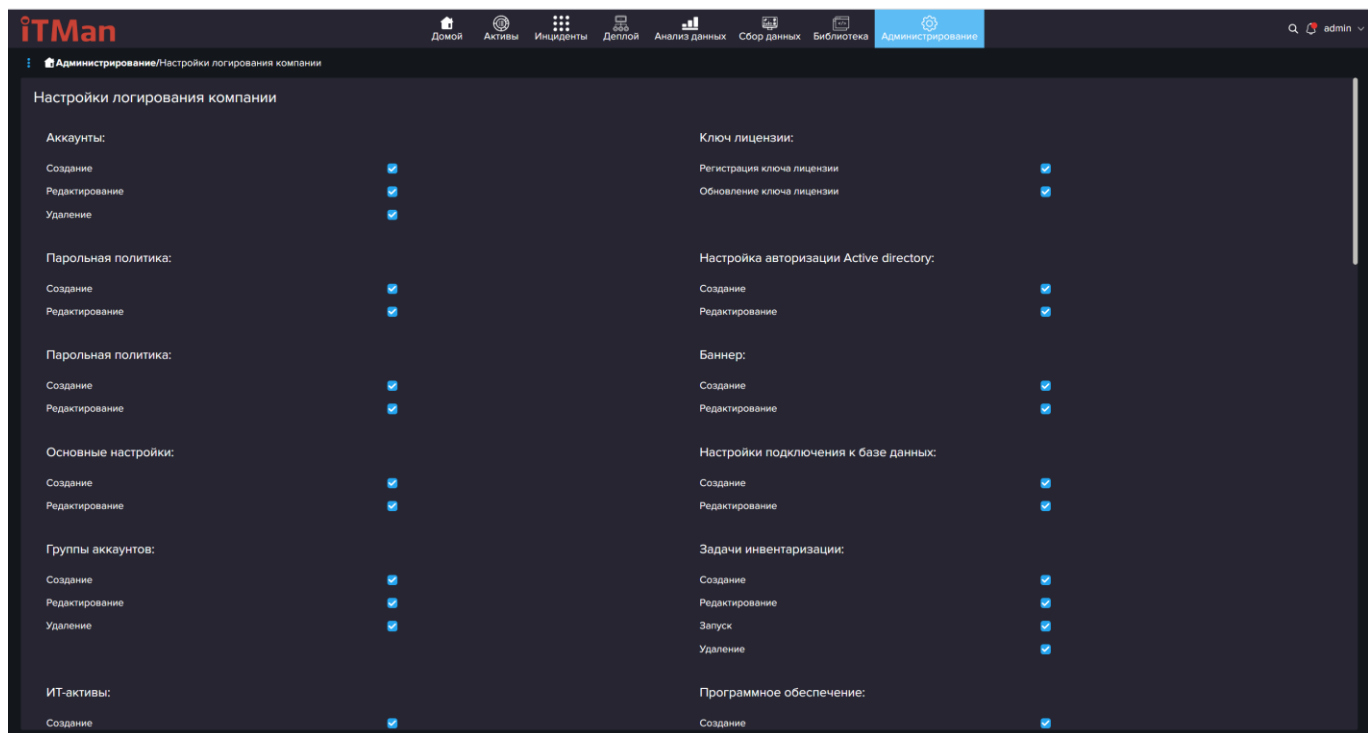 iTMan
Домой Активы Инциденты Деплой Анализ данных Сбор данных Библиотека Администрирование
admin
Администрирование/Настройки логирования компании
Настройки логирования компании
Аккаунты:
Создание
Редактирование
Удаление
Ключ лицензии:
Регистрация ключа лицензии
Обновление ключа лицензии
Парольная политика:
Создание
Редактирование
Настройка авторизации Active directory:
Создание
Редактирование
Парольная политика:
Создание
Редактирование
Баннер:
Создание
Редактирование
Основные настройки:
Создание
Редактирование
Настройки подключения к базе данных:
Создание
Редактирование
Группы аккаунтов:
Создание
Редактирование
Удаление
Задачи инвентаризации:
Создание
Редактирование
Запуск
Удаление
ИТ-активы:
Создание
Программное обеспечение:
Создание